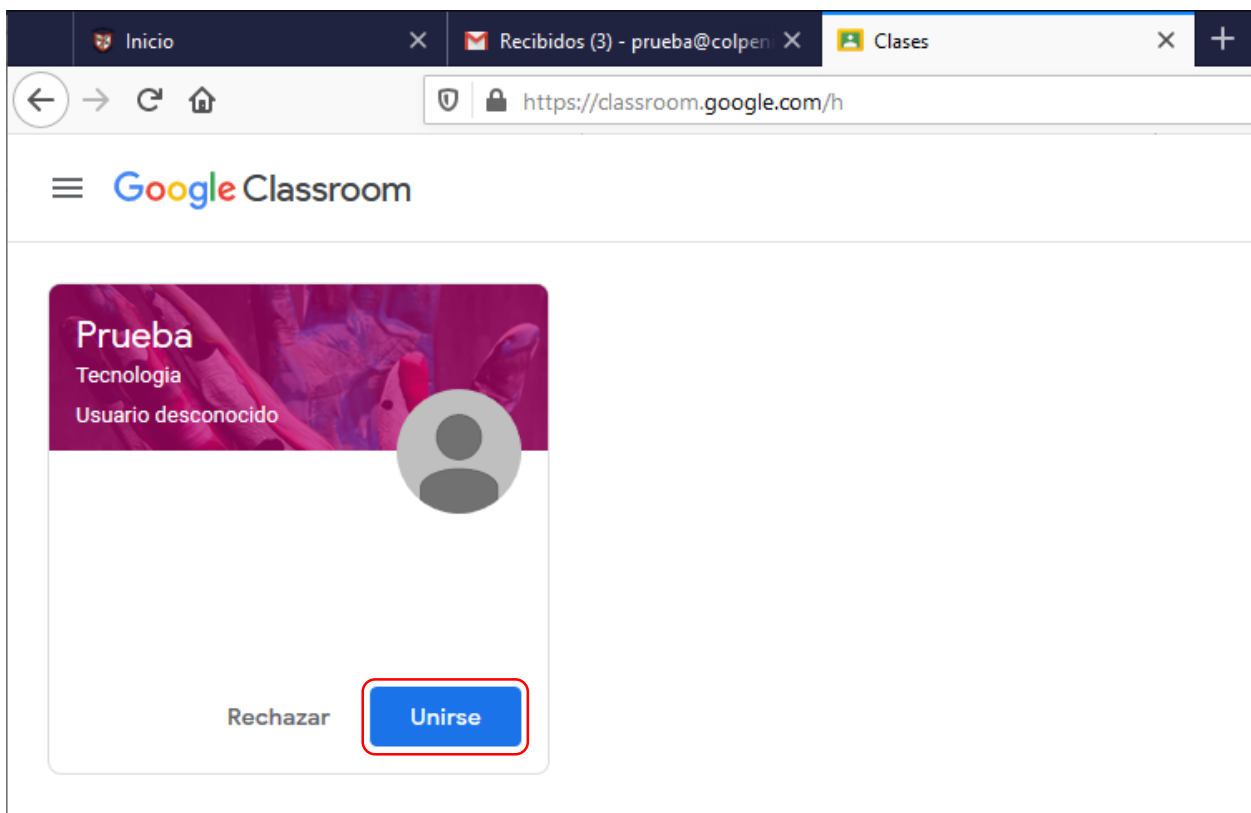 Inicio
Recibidos (3) - prueba@colpen
Clases
https://classroom.google.com/h
Google Classroom
Prueba
Tecnologia
Usuario desconocido
Rechazar
Unirse